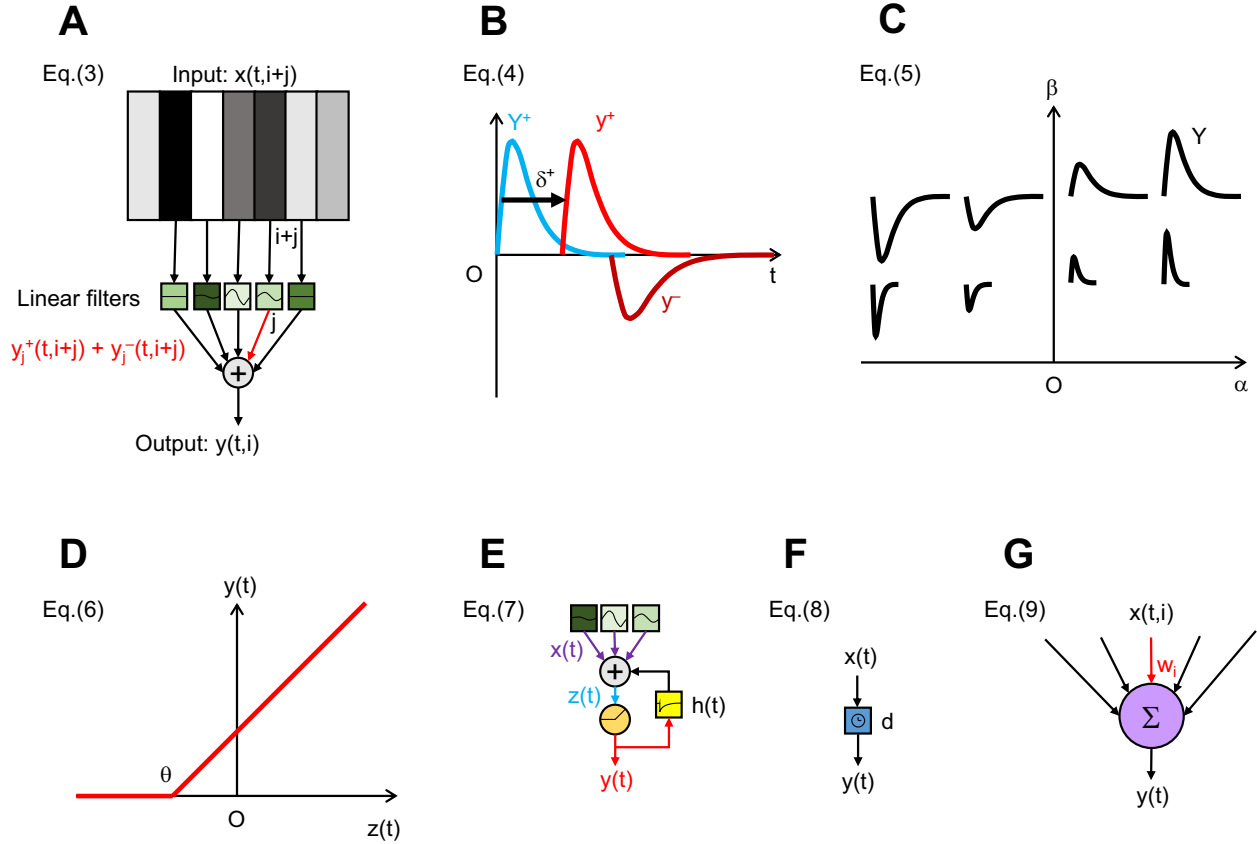 A
Eq.(3)
Input: x(t,i+j)
i+j
Linear filters
j
y_j^+(t,i+j) + y_j^−(t,i+j)
+
Output: y(t,i)
B
Eq.(4)
Y^+
y^+
δ^+
O
t
y^−
C
Eq.(5)
β
Y
O
α
D
Eq.(6)
y(t)
θ
O
z(t)
E
Eq.(7)
x(t)
+
z(t)
h(t)
y(t)
F
Eq.(8)
x(t)
d
y(t)
G
Eq.(9)
x(t,i)
w_i
Σ
y(t)